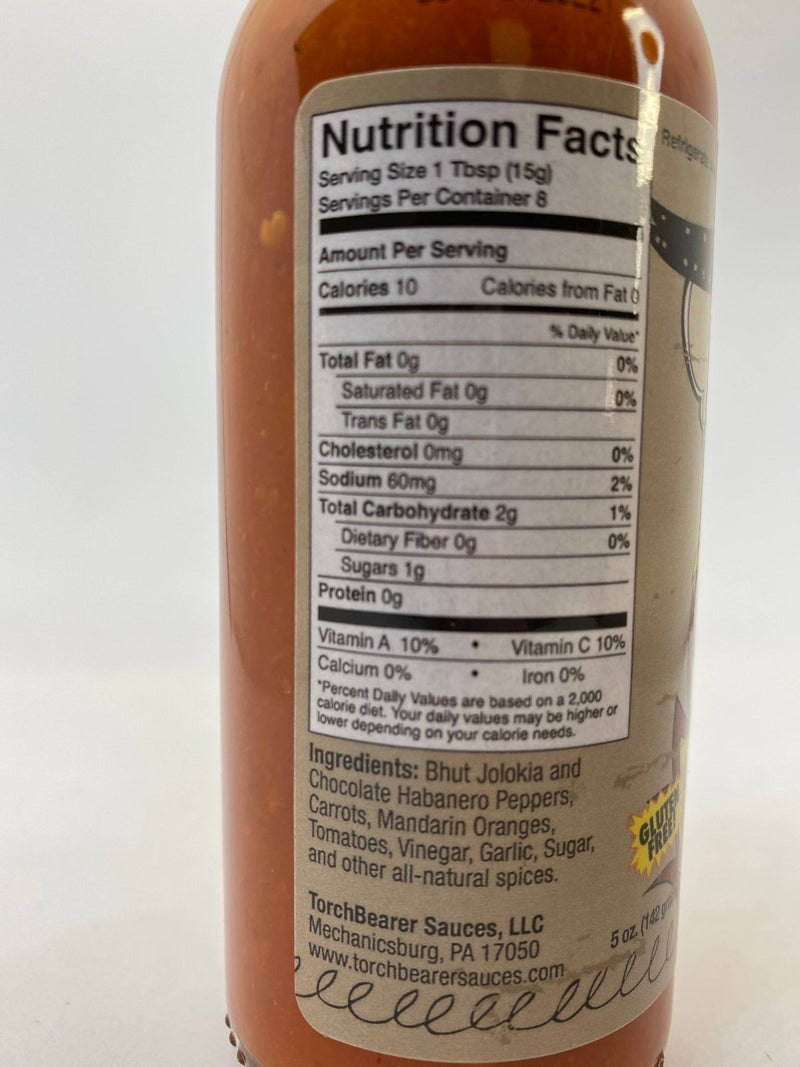 Nutrition Facts
Serving Size 1 Tbsp (15g)
Servings Per Container 8
Amount Per Serving
Calories 10 Calories from Fat 0
% Daily Value*
Total Fat 0g 0%
Saturated Fat 0g 0%
Trans Fat 0g
Cholesterol 0mg 0%
Sodium 60mg 2%
Total Carbohydrate 2g 1%
Dietary Fiber 0g 0%
Sugars 1g
Protein 0g
Vitamin A 10% • Vitamin C 10%
Calcium 0% • Iron 0%
*Percent Daily Values are based on a 2,000
calorie diet. Your daily values may be higher or
lower depending on your calorie needs.
Ingredients: Bhut Jolokia and
Chocolate Habanero Peppers,
Carrots, Mandarin Oranges,
Tomatoes, Vinegar, Garlic, Sugar,
and other all-natural spices.
TorchBearer Sauces, LLC
Mechanicsburg, PA 17050
www.torchbearersauces.com
Refrigerate
GLUTEN
FREE!
5 oz. (142